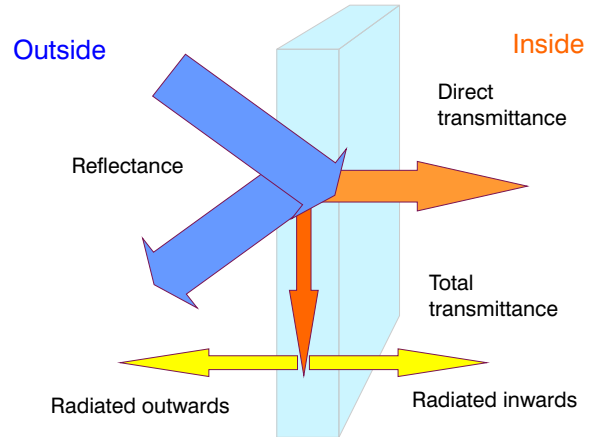 Outside
Inside
Direct
transmittance
Reflectance
Total
transmittance
Radiated outwards
Radiated inwards